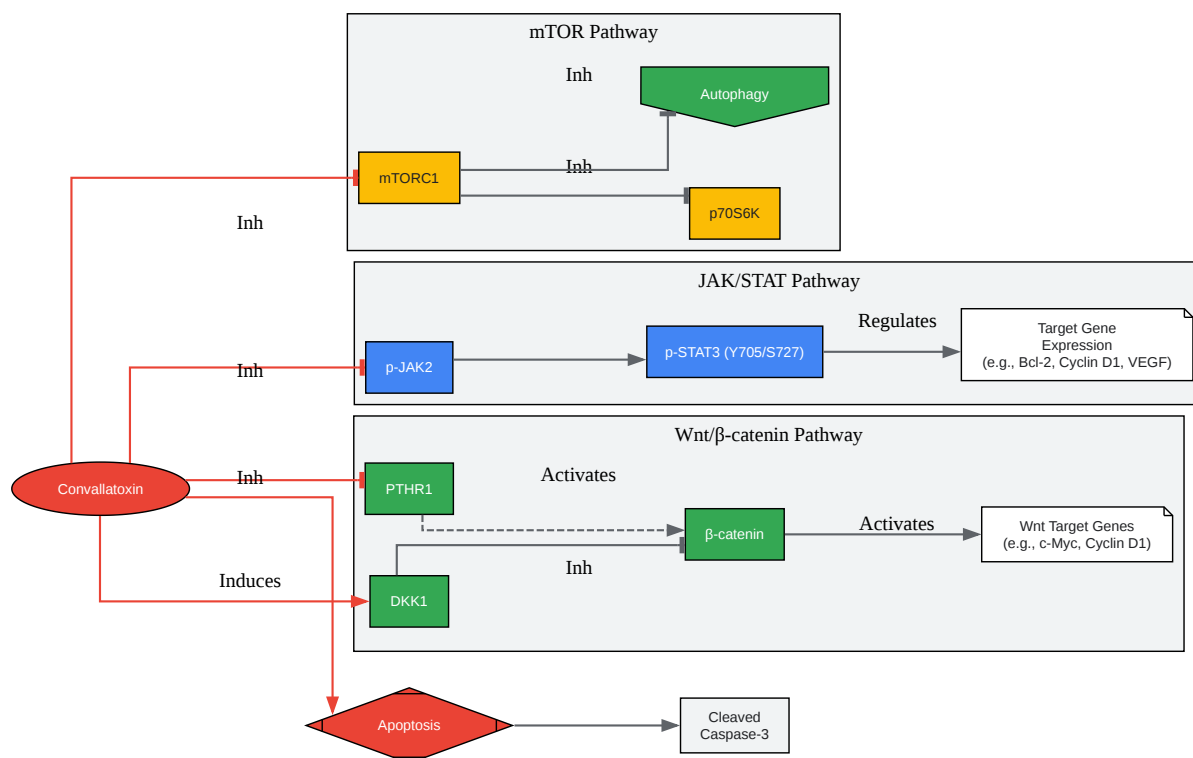 mTOR Pathway
Inh
Autophagy
Inh
mTORC1
p70S6K
Inh
JAK/STAT Pathway
Regulates
Target Gene
Expression
(e.g., Bcl-2, Cyclin D1, VEGF)
p-STAT3 (Y705/S727)
p-JAK2
Inh
Wnt/β-catenin Pathway
Inh
Activates
Convallatoxin
PTHR1
Activates
Wnt Target Genes
(e.g., c-Myc, Cyclin D1)
β-catenin
Inh
Induces
DKK1
Apoptosis
Cleaved
Caspase-3